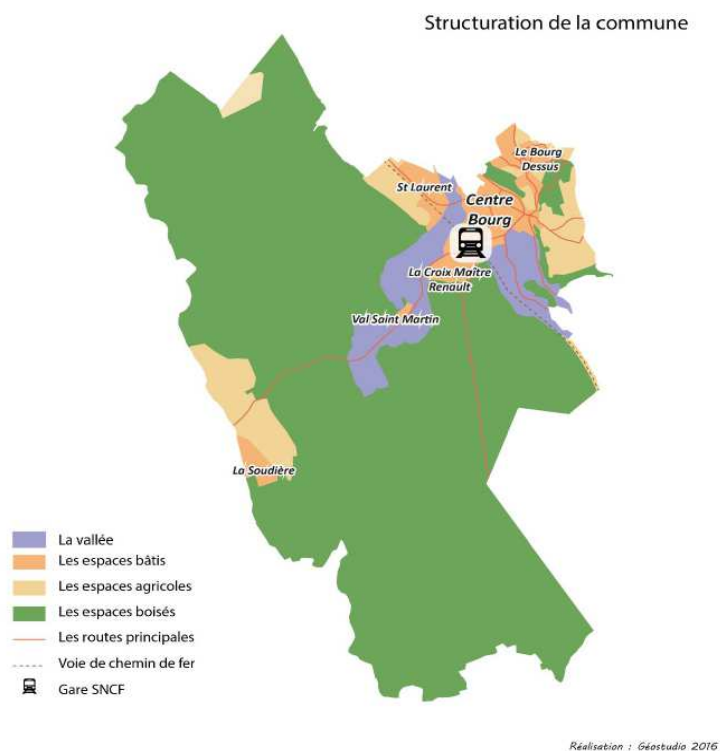 Structuration de la commune
Le Bourg
Dessus
St Laurent
Centre
Bourg
La Croix Maître
Renault
Val Saint Martin
La Soudière
La vallée
Les espaces bâtis
Les espaces agricoles
Les espaces boisés
Les routes principales
Voie de chemin de fer
Gare SNCF
Réalisation : Géostudio 2016